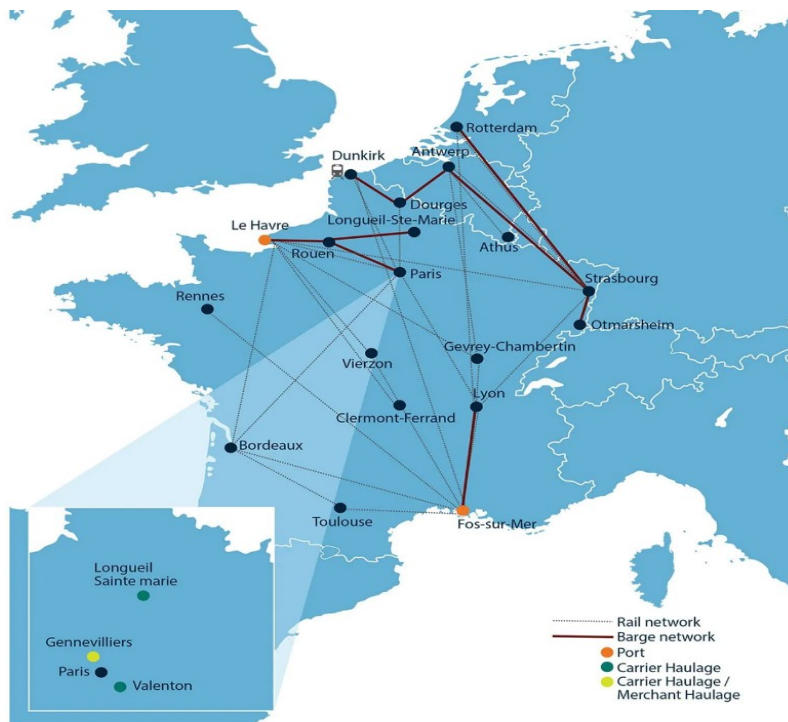 Rotterdam
Dunkirk
Antwerp
Dourges
Longueil-Ste-Marie
Le Havre
Athus
Rouen
Paris
Strasbourg
Rennes
Otmarsheim
Gevrey-Chambertin
Vierzon
Lyon
Clermont-Ferrand
Bordeaux
Toulouse
Fos-sur-Mer
Longueil
Sainte marie
Gennevilliers
Paris
Valenton
Rail network
Barge network
Port
Carrier Haulage
Carrier Haulage /
Merchant Haulage